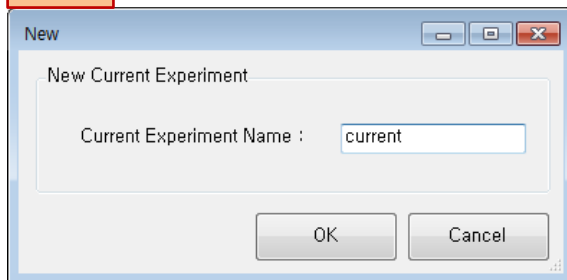 New
New Current Experiment
Current Experiment Name :
current
OK
Cancel